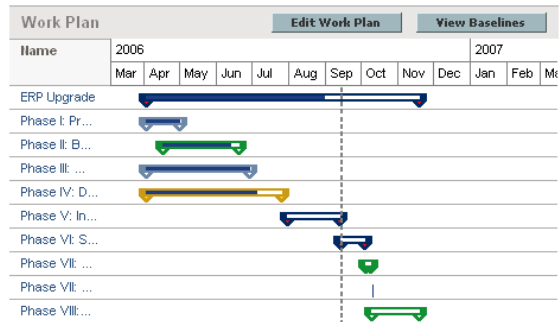 Work Plan Edit Work Plan View Baselines
Name 2006 2007
Mar Apr May Jun Jul Aug Sep Oct Nov Dec Jan Feb Ma
ERP Upgrade
Phase I: Pr...
Phase II: B...
Phase III: ...
Phase IV: D...
Phase V: In...
Phase VI: S...
Phase VII: ...
Phase VII: ...
Phase VIII:...